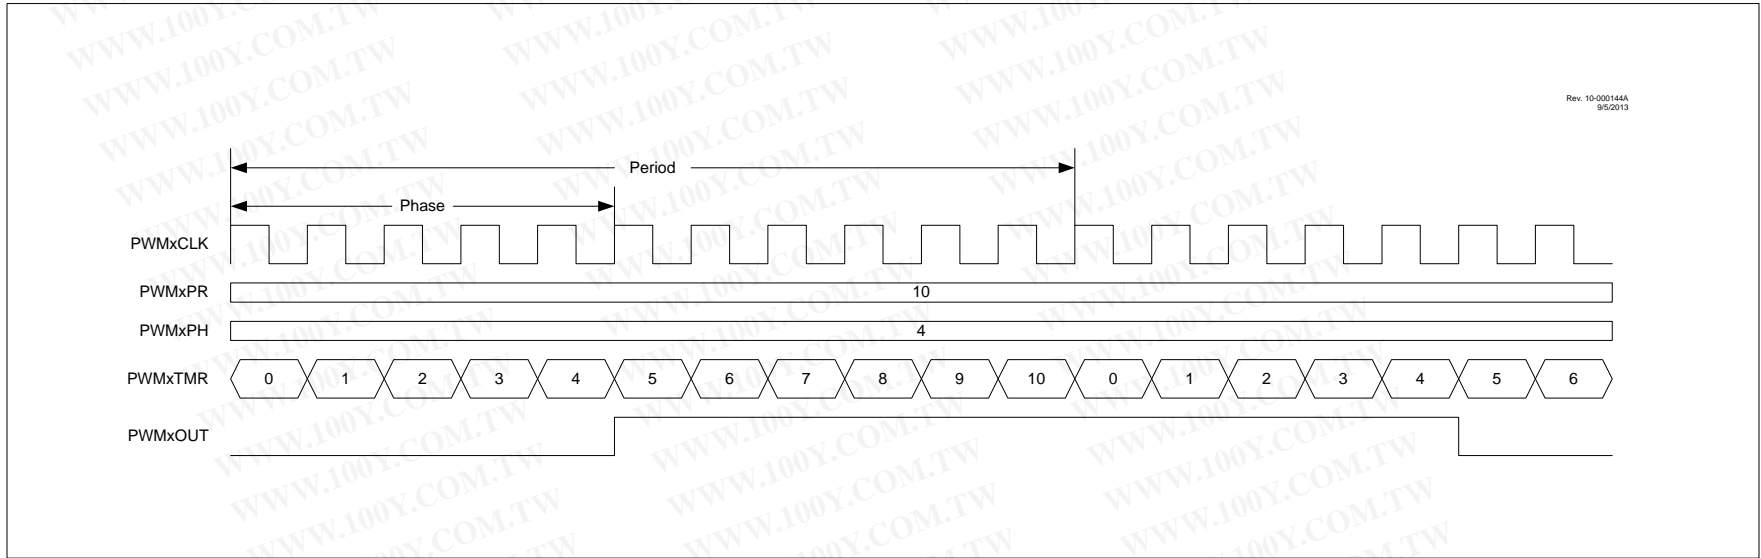 Rev. 10-000144A
9/5/2013
Period
Phase
PWMxCLK
PWMxPR
10
PWMxPH
4
PWMxTMR
0 1 2 3 4 5 6 7 8 9 10 0 1 2 3 4 5 6
PWMxOUT
WWW.100Y.COM.TW